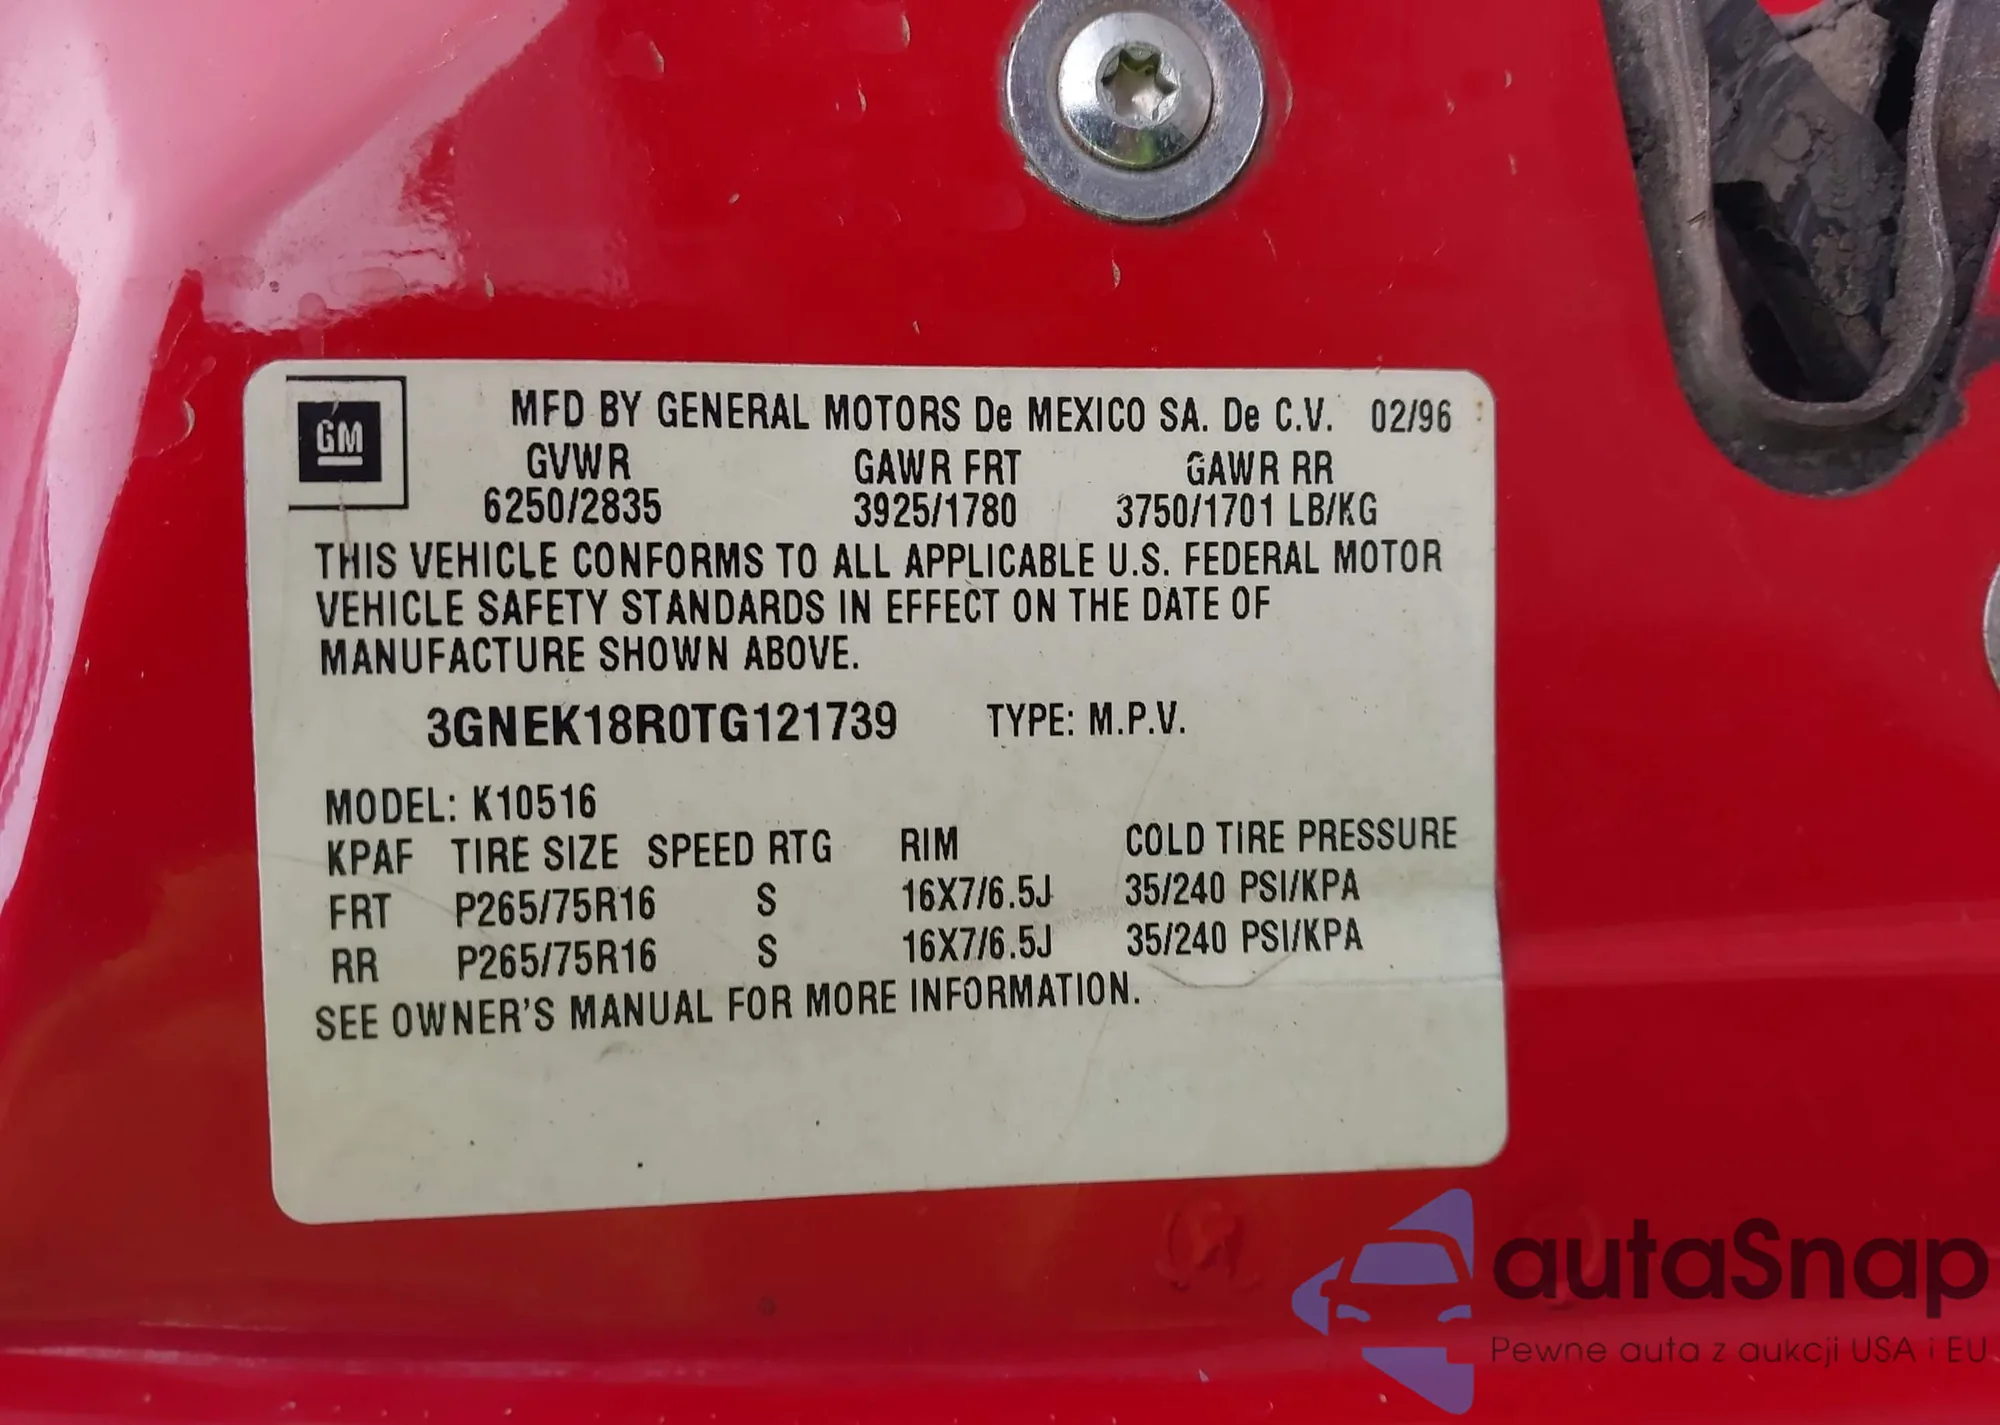 GM
MFD BY GENERAL MOTORS De MEXICO SA. De C.V. 02/96
GVWR GAWR FRT GAWR RR
6250/2835 3925/1780 3750/1701 LB/KG
THIS VEHICLE CONFORMS TO ALL APPLICABLE U.S. FEDERAL MOTOR
VEHICLE SAFETY STANDARDS IN EFFECT ON THE DATE OF
MANUFACTURE SHOWN ABOVE.
3GNEK18R0TG121739 TYPE: M.P.V.
MODEL: K10516
KPAF TIRE SIZE SPEED RTG RIM COLD TIRE PRESSURE
FRT P265/75R16 S 16X7/6.5J 35/240 PSI/KPA
RR P265/75R16 S 16X7/6.5J 35/240 PSI/KPA
SEE OWNER'S MANUAL FOR MORE INFORMATION.
autaSnap
Pewne auta z aukcji USA i EU